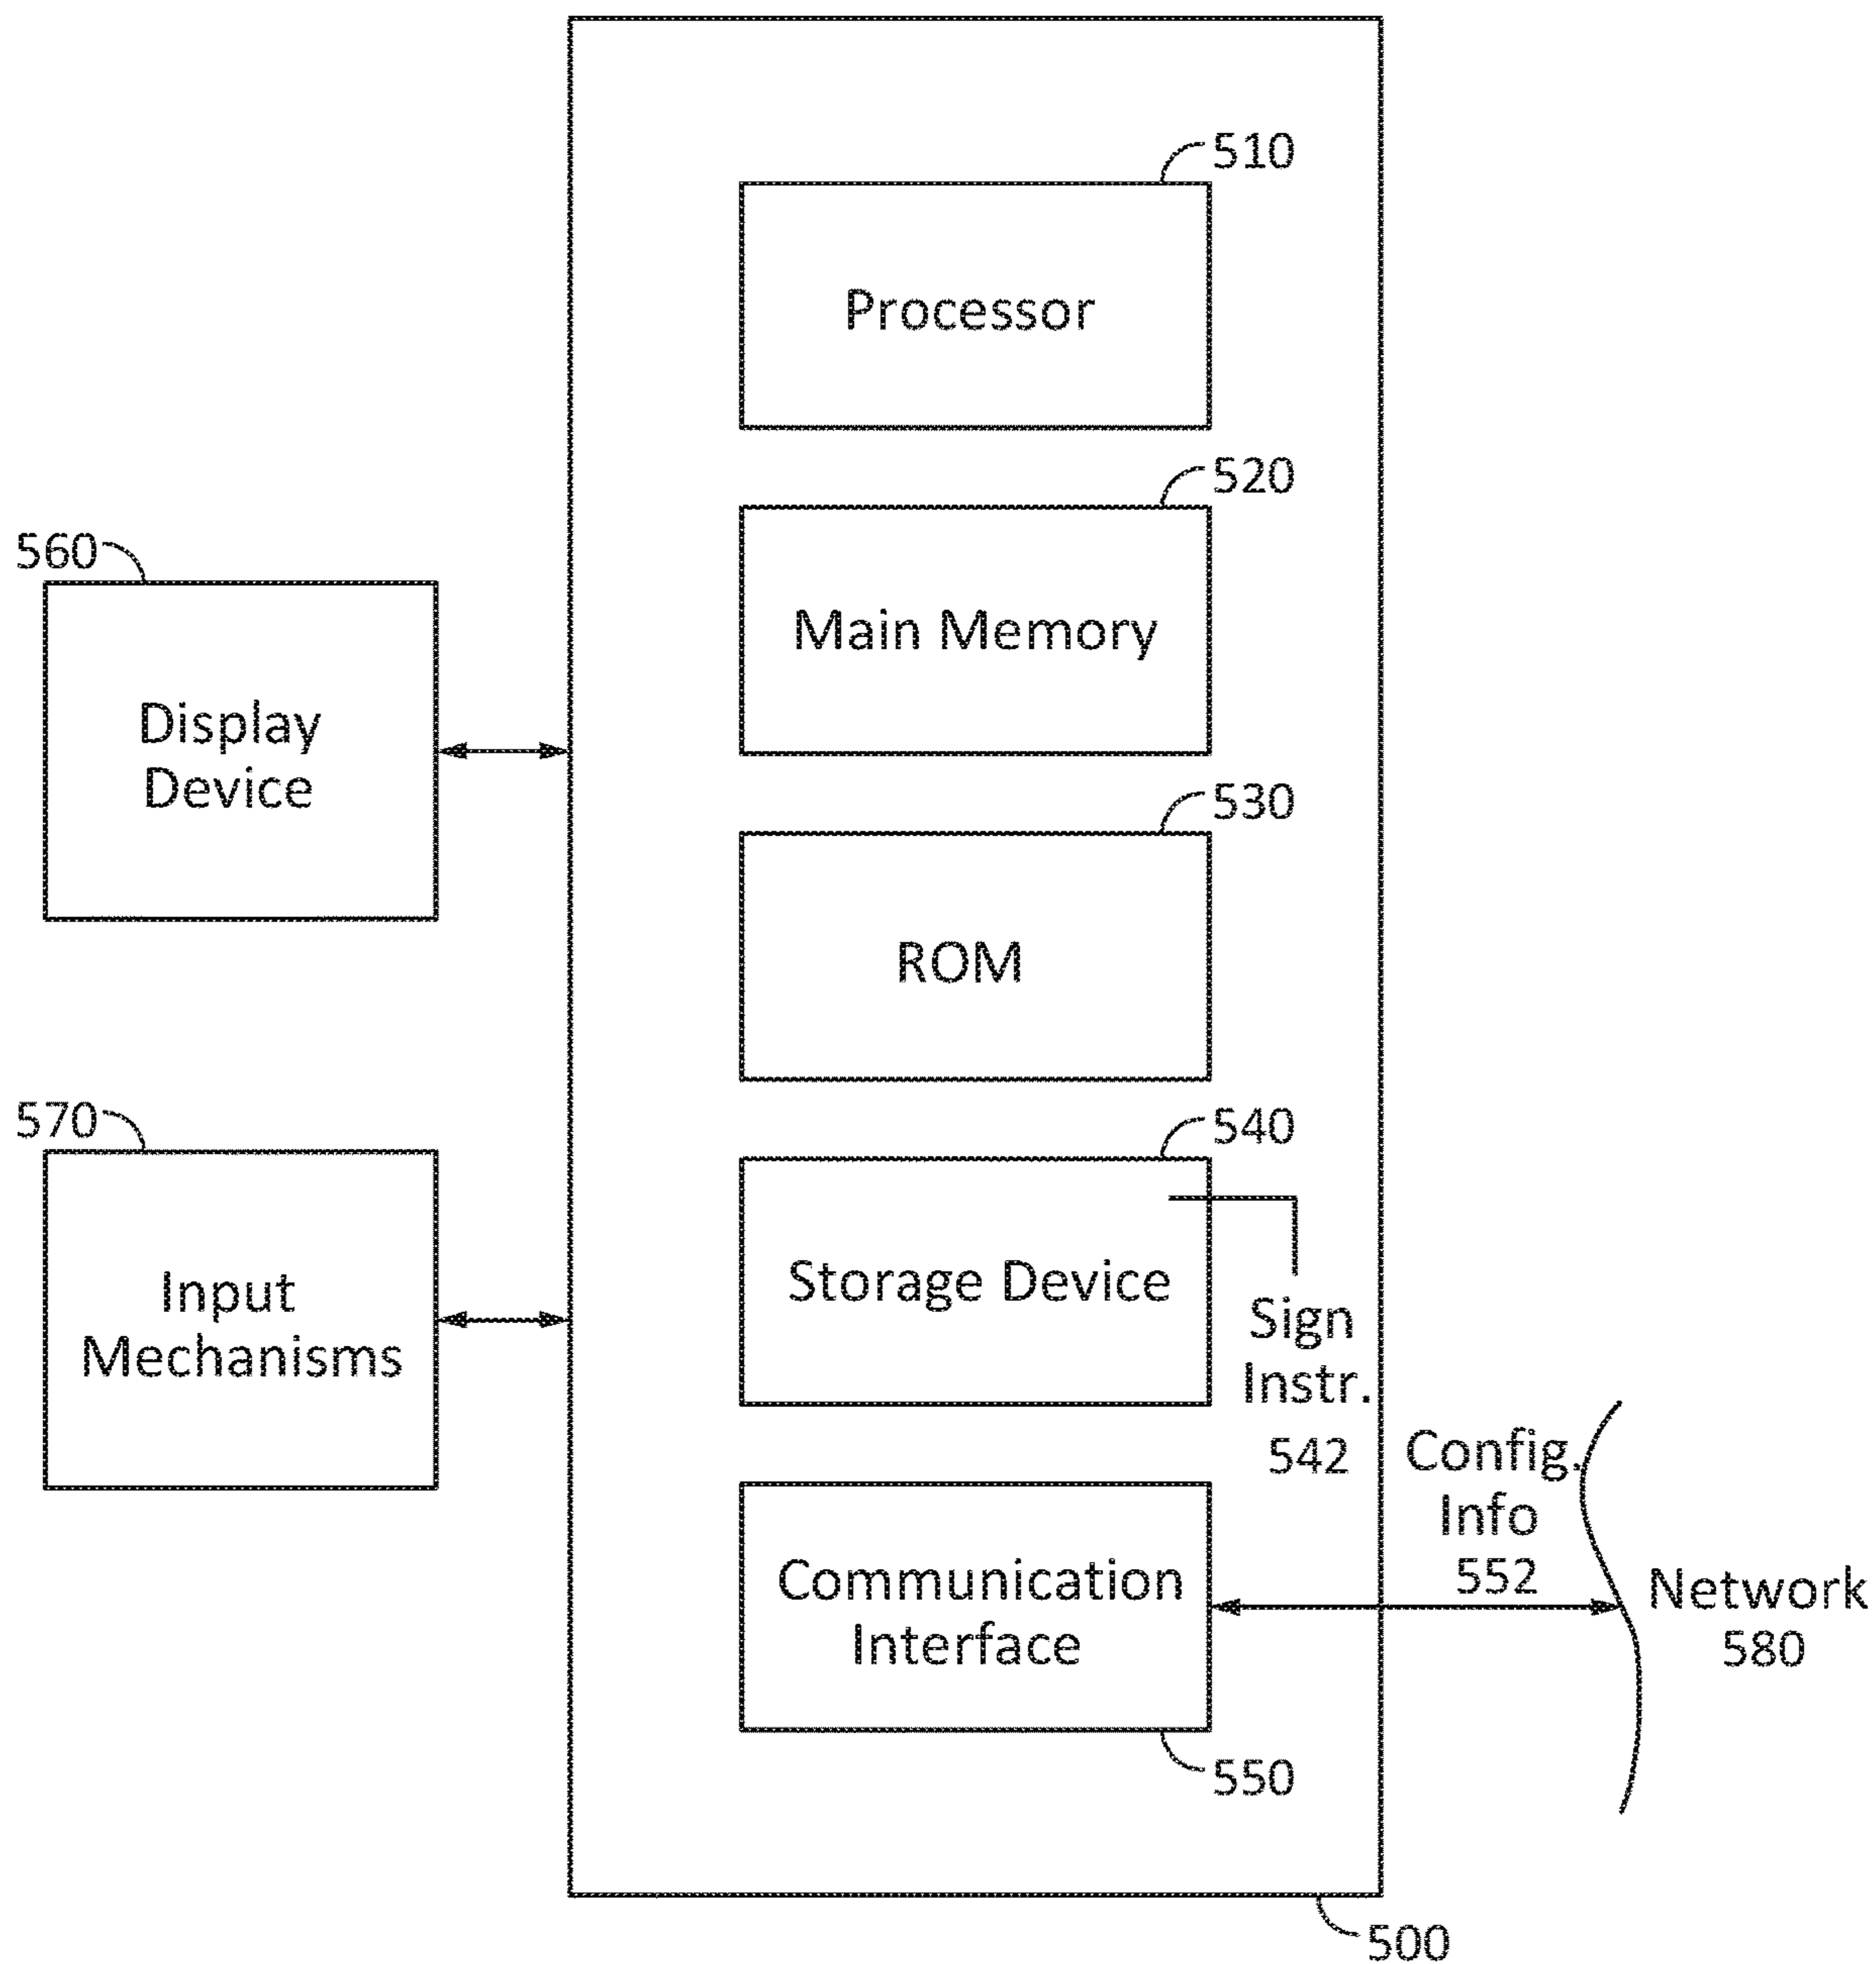 510
Processor
520
Main Memory
560
Display
Device
530
ROM
570
Input
Mechanisms
540
Storage Device
Sign
Instr.
542
Config.
Info
552
Communication
Interface
Network
580
550
500